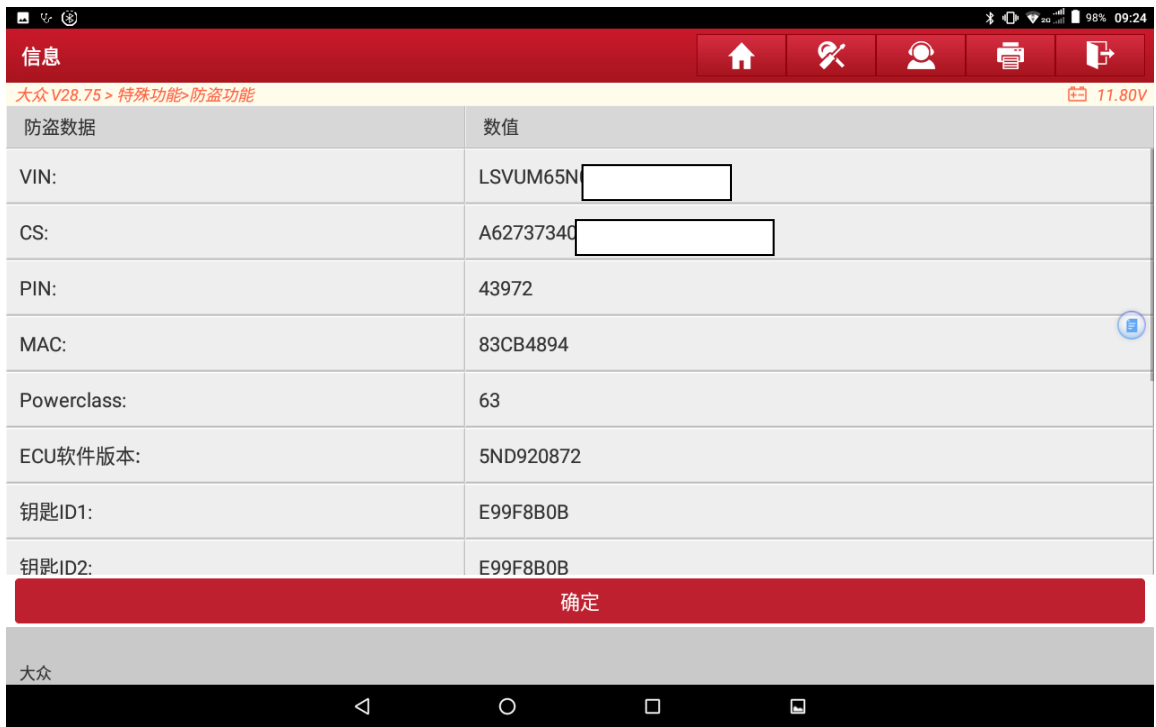 2G 98% 09:24
信息
大众 V28.75 > 特殊功能>防盗功能 11.80V
防盗数据 数值
VIN: LSVUM65N
CS: A62737340
PIN: 43972
MAC: 83CB4894
Powerclass: 63
ECU软件版本: 5ND920872
钥匙ID1: E99F8B0B
钥匙ID2: E99F8B0B
确定
大众